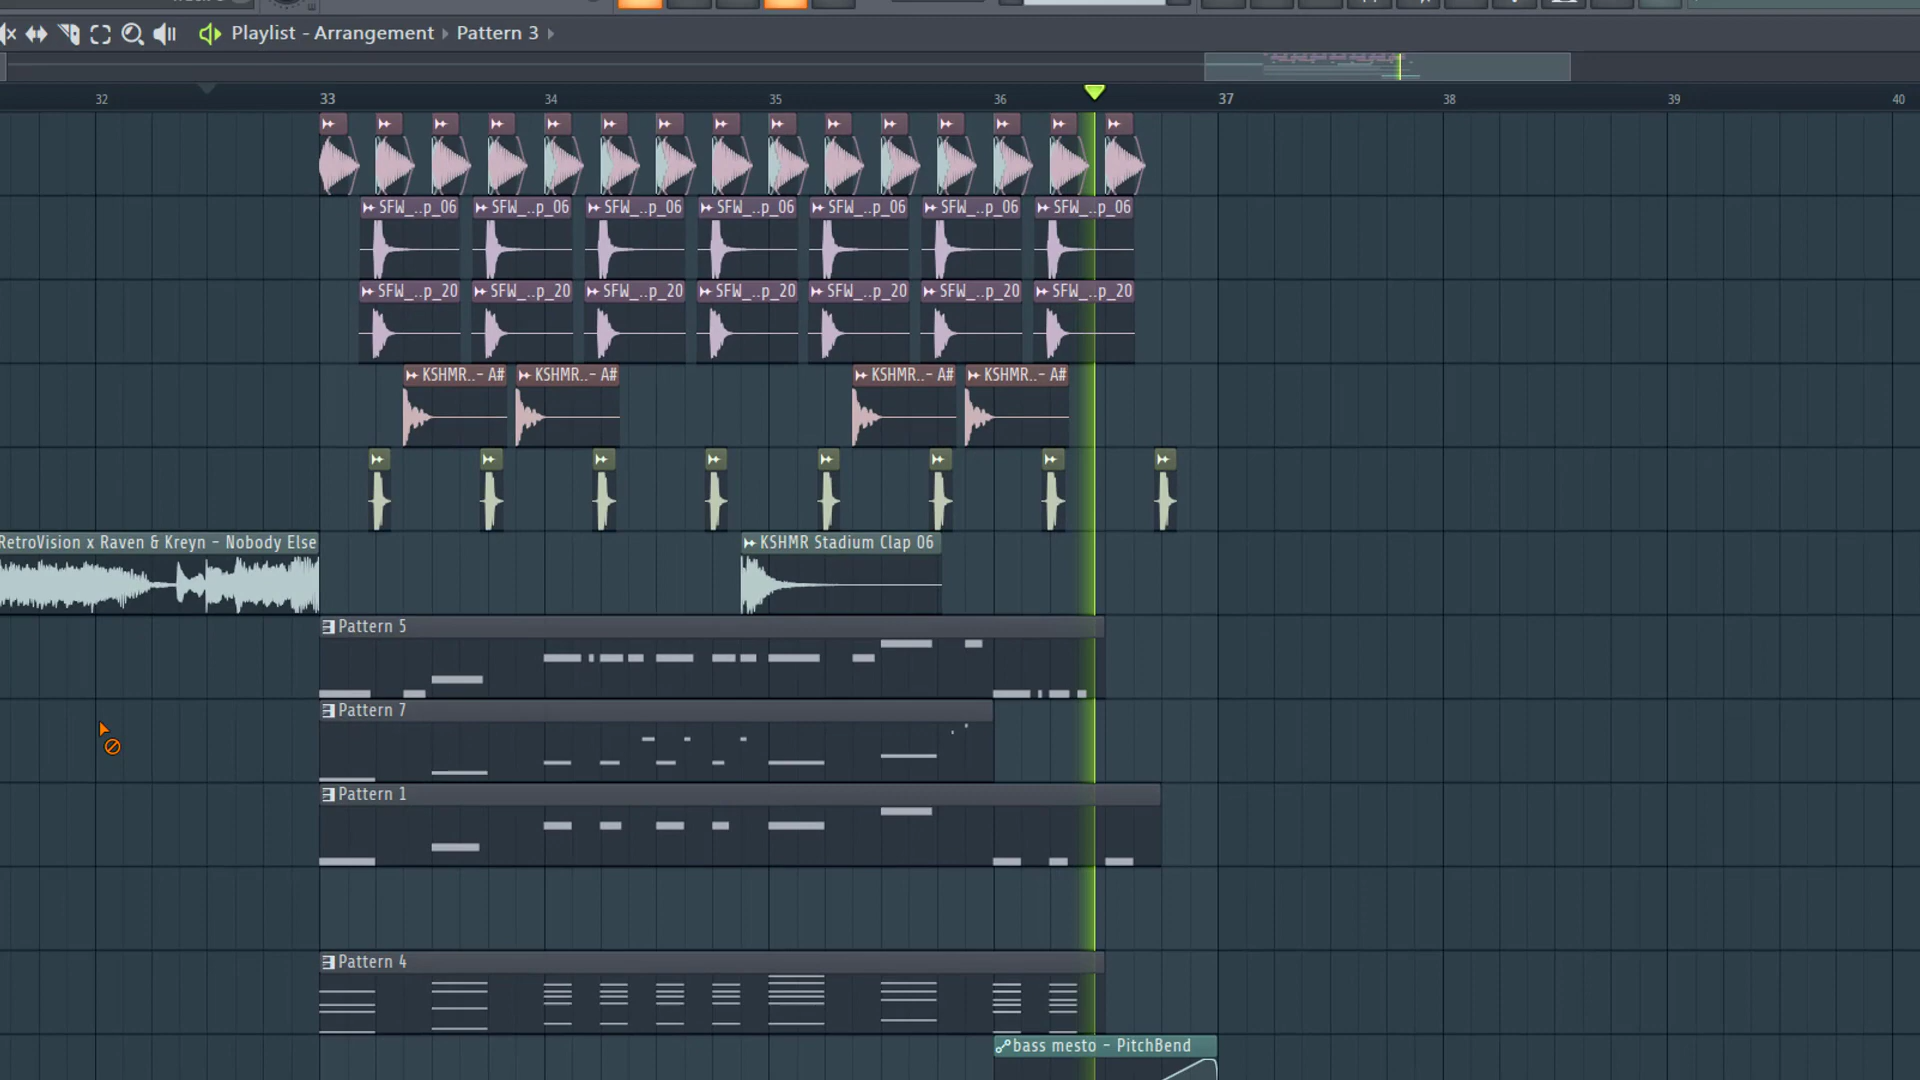 Playlist - Arrangement Pattern 3
32 33 34 35 36 37 38 39 40
SFW_..p_06 SFW_..p_06 SFW_..p_06 SFW_..p_06 SFW_..p_06 SFW_..p_06 SFW_..p_06
SFW_..p_20 SFW_..p_20 SFW_..p_20 SFW_..p_20 SFW_..p_20 SFW_..p_20 SFW_..p_20
KSHMR..- A# KSHMR..- A# KSHMR..- A# KSHMR..- A#
RetroVision x Raven & Kreyn - Nobody Else KSHMR Stadium Clap 06
Pattern 5
Pattern 7
Pattern 1
Pattern 4
bass mesto - PitchBend